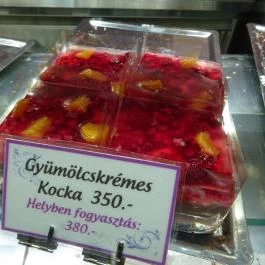 Gyümölcskrémes
Kocka 350.-
Helyben fogyasztás:
380.-